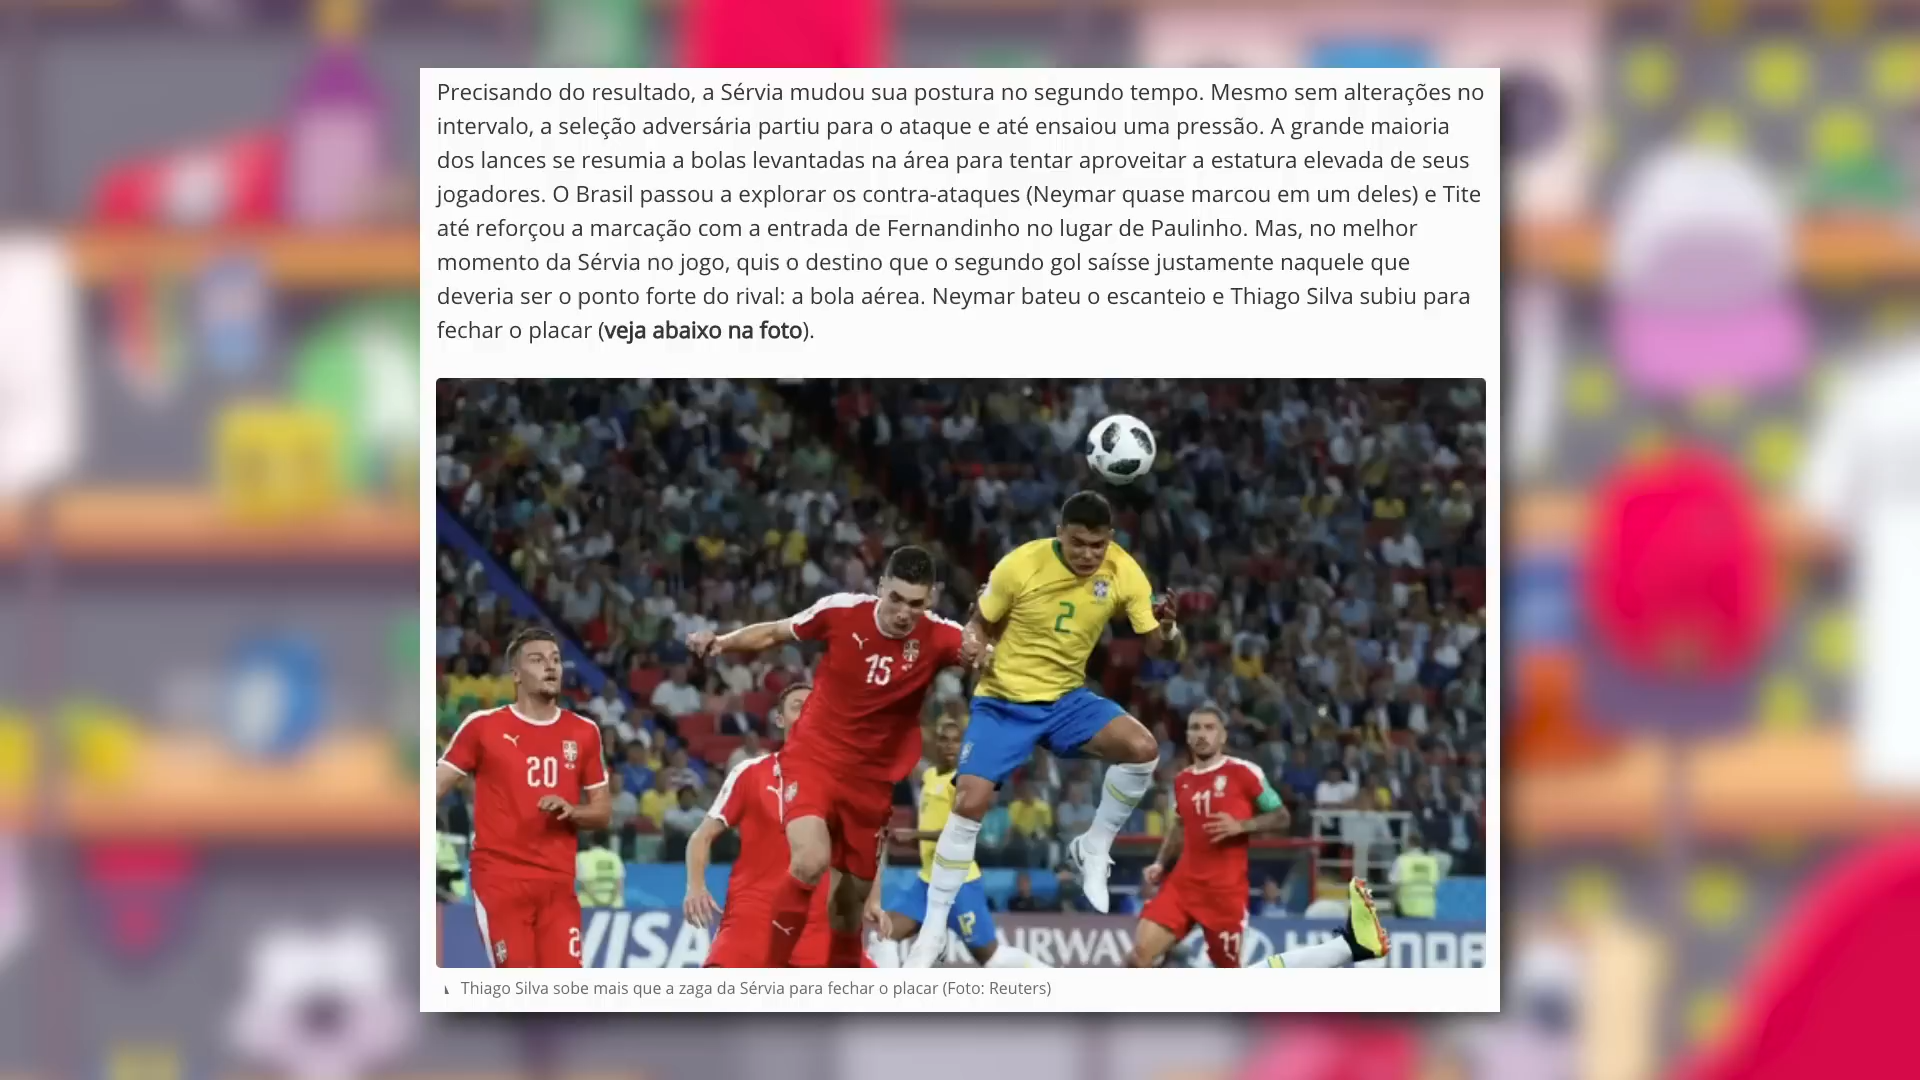 Precisando do resultado, a Sérvia mudou sua postura no segundo tempo. Mesmo sem alterações no
intervalo, a seleção adversária partiu para o ataque e até ensaiou uma pressão. A grande maioria
dos lances se resumia a bolas levantadas na área para tentar aproveitar a estatura elevada de seus
jogadores. O Brasil passou a explorar os contra-ataques (Neymar quase marcou em um deles) e Tite
até reforçou a marcação com a entrada de Fernandinho no lugar de Paulinho. Mas, no melhor
momento da Sérvia no jogo, quis o destino que o segundo gol saísse justamente naquele que
deveria ser o ponto forte do rival: a bola aérea. Neymar bateu o escanteio e Thiago Silva subiu para
fechar o placar (veja abaixo na foto).
2
15
20
11
2
VISA
17
AIRWAY
11
Thiago Silva sobe mais que a zaga da Sérvia para fechar o placar (Foto: Reuters)